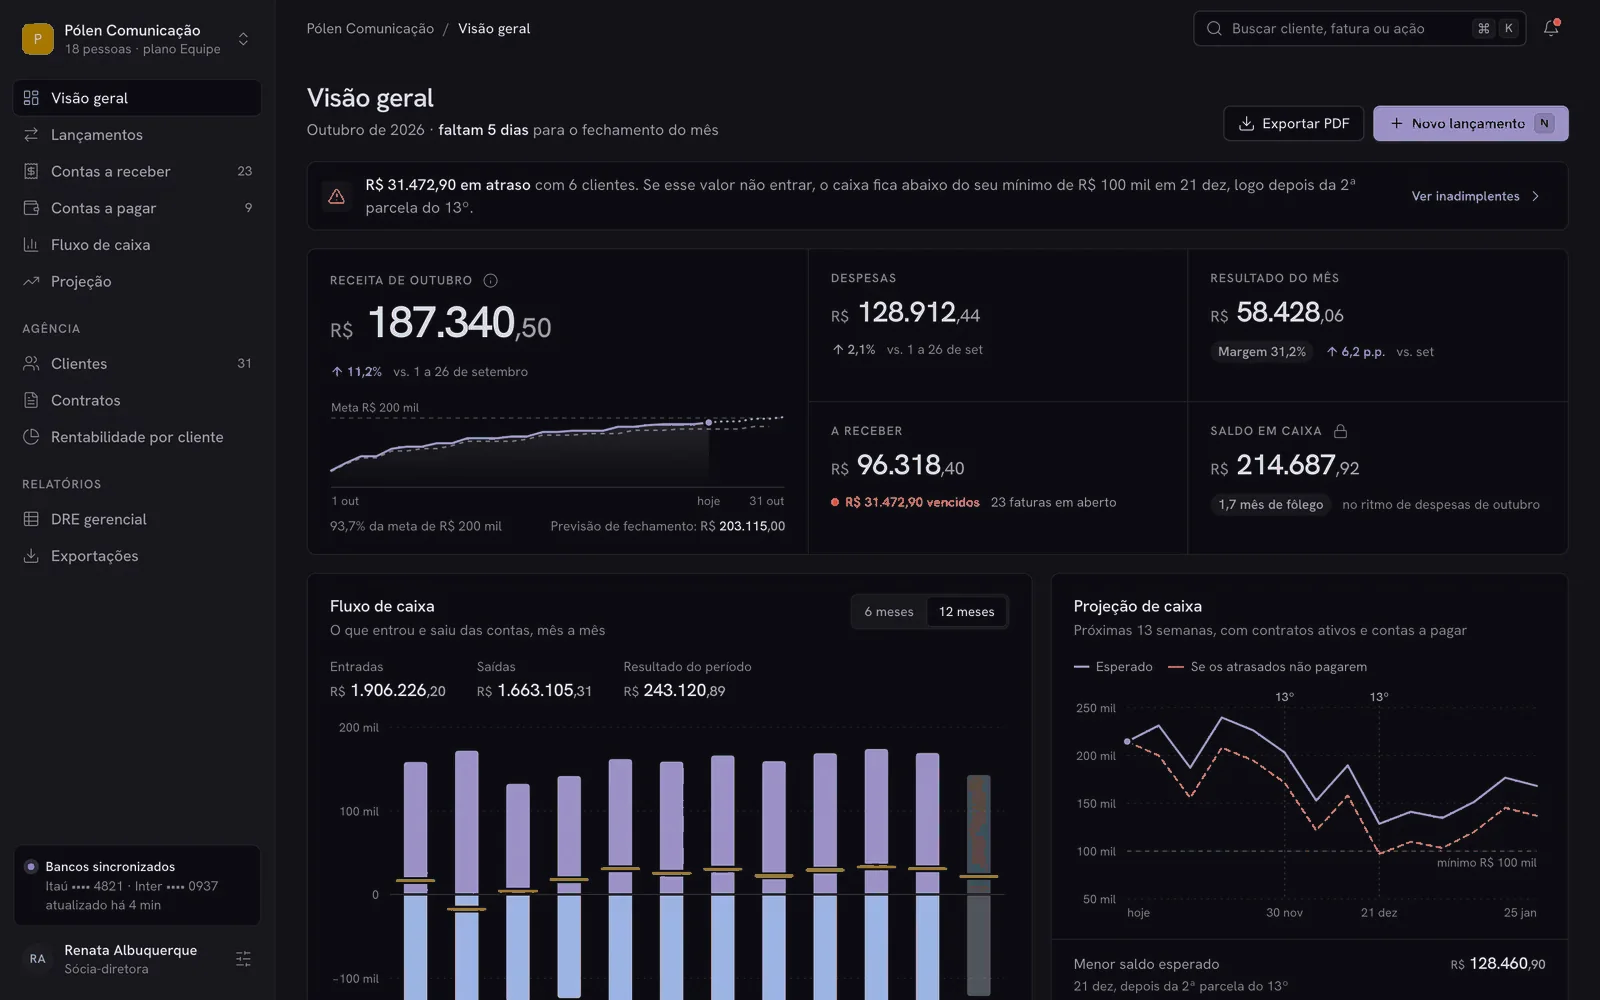 P
Pólen Comunicação
18 pessoas · plano Equipe
Visão geral
Lançamentos
Contas a receber 23
Contas a pagar 9
Fluxo de caixa
Projeção
AGÊNCIA
Clientes 31
Contratos
Rentabilidade por cliente
RELATÓRIOS
DRE gerencial
Exportações
Bancos sincronizados
Itaú •••• 4821 · Inter •••• 0937
atualizado há 4 min
RA
Renata Albuquerque
Sócia-diretora
Pólen Comunicação / Visão geral
Buscar cliente, fatura ou ação ⌘ K
Visão geral
Outubro de 2026 · faltam 5 dias para o fechamento do mês
Exportar PDF
Novo lançamento N
R$ 31.472,90 em atraso com 6 clientes. Se esse valor não entrar, o caixa fica abaixo do seu mínimo de R$ 100 mil em 21 dez, logo depois da 2ª
parcela do 13º.
Ver inadimplentes
RECEITA DE OUTUBRO
R$ 187.340,50
↑ 11,2% vs. 1 a 26 de setembro
Meta R$ 200 mil
1 out hoje 31 out
93,7% da meta de R$ 200 mil Previsão de fechamento: R$ 203.115,00
DESPESAS
R$ 128.912,44
↑ 2,1% vs. 1 a 26 de set
RESULTADO DO MÊS
R$ 58.428,06
Margem 31,2% ↑ 6,2 p.p. vs. set
A RECEBER
R$ 96.318,40
R$ 31.472,90 vencidos 23 faturas em aberto
SALDO EM CAIXA
R$ 214.687,92
1,7 mês de fôlego no ritmo de despesas de outubro
Fluxo de caixa
O que entrou e saiu das contas, mês a mês
6 meses 12 meses
Entradas Saídas Resultado do período
R$ 1.906.226,20 R$ 1.663.105,31 R$ 243.120,89
200 mil
100 mil
0
−100 mil
Projeção de caixa
Próximas 13 semanas, com contratos ativos e contas a pagar
Esperado Se os atrasados não pagarem
13º 13º
250 mil
200 mil
150 mil
100 mil
mínimo R$ 100 mil
50 mil
hoje 30 nov 21 dez 25 jan
Menor saldo esperado R$ 128.460,90
21 dez, depois da 2ª parcela do 13º